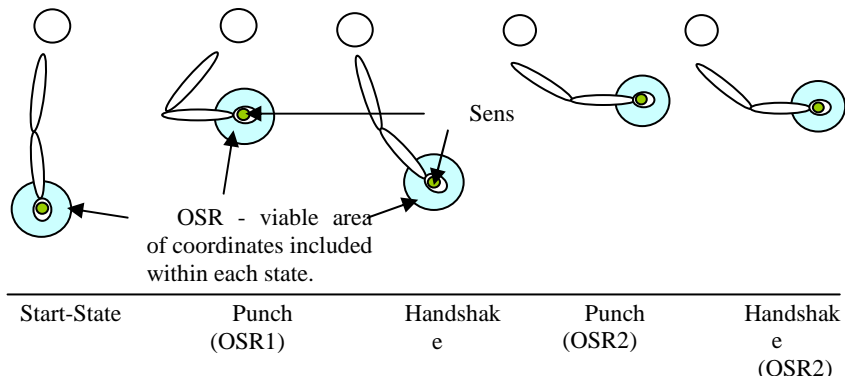 Sens
OSR - viable area
of coordinates included
within each state.
Start-State
Punch
(OSR1)
Handshak
e
Punch
(OSR2)
Handshak
e
(OSR2)